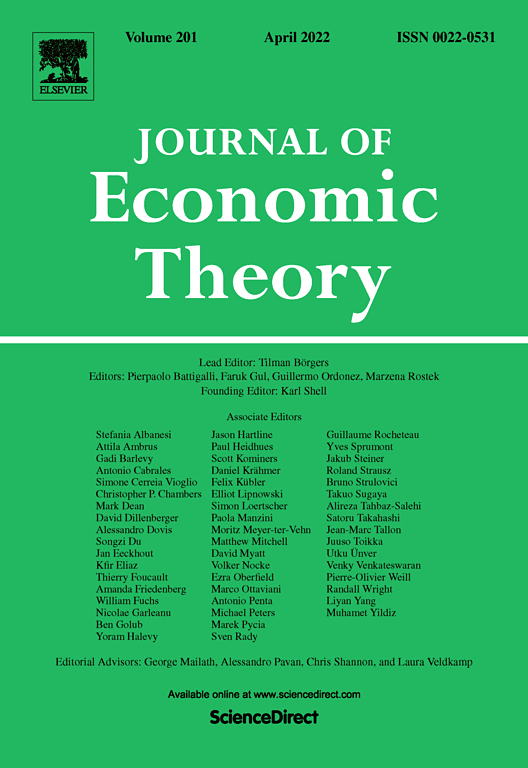 Volume 201 April 2022 ISSN 0022-0531
ELSEVIER
JOURNAL OF
Economic
Theory
Lead Editor: Tilman Börgers
Editors: Pierpaolo Battigalli, Faruk Gul, Guillermo Ordonez, Marzena Rostek
Founding Editor: Karl Shell
Associate Editors
Stefania Albanesi
Attila Ambrus
Gadi Barlevy
Antonio Cabrales
Simone Cerreia Vioglio
Christopher P. Chambers
Mark Dean
David Dillenberger
Alessandro Dovis
Songzi Du
Jan Eeckhout
Kfir Eliaz
Thierry Foucault
Amanda Friedenberg
William Fuchs
Nicolae Garleanu
Ben Golub
Yoram Halevy
Jason Hartline
Paul Heidhues
Scott Kominers
Daniel Krähmer
Felix Kübler
Elliot Lipnowski
Simon Loertscher
Paola Manzini
Moritz Meyer-ter-Vehn
Matthew Mitchell
David Myatt
Volker Nocke
Ezra Oberfield
Marco Ottaviani
Antonio Penta
Michael Peters
Marek Pycia
Sven Rady
Guillaume Rocheteau
Yves Sprumont
Jakub Steiner
Roland Strausz
Bruno Strulovici
Takuo Sugaya
Alireza Tahbaz-Salehi
Satoru Takahashi
Jean-Marc Tallon
Juuso Toikka
Utku Ünver
Venky Venkateswaran
Pierre-Olivier Weill
Randall Wright
Liyan Yang
Muhamet Yildiz
Editorial Advisors: George Mailath, Alessandro Pavan, Chris Shannon, and Laura Veldkamp
Available online at www.sciencedirect.com
ScienceDirect